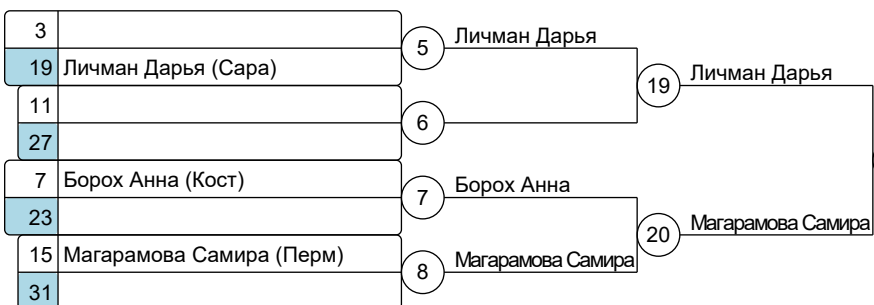 3
5 Личман Дарья
19 Личман Дарья (Сара)
19 Личман Дарья
11
6
27
7 Борох Анна (Кост)
7 Борох Анна
23
20 Магарамова Самира
15 Магарамова Самира (Перм)
8 Магарамова Самира
31